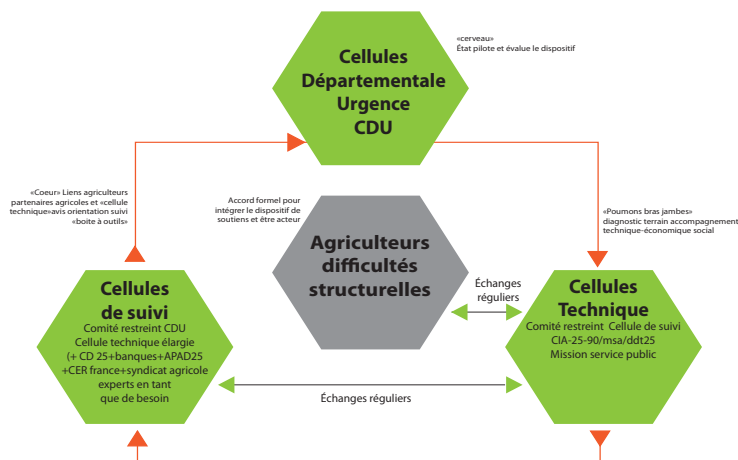 «cerveau»
État pilote et évalue le dispositif
Cellules
Départementale
Urgence
CDU
«Coeur» Liens agriculteurs
partenaires agricoles et «cellule
technique»avis orientation suivi
«boite à outils»
Accord formel pour
intégrer le dispositif de
soutiens et être acteur
«Poumons bras jambes»
diagnostic terrain accompagnement
technique-économique social
Agriculteurs
difficultés
structurelles
Échanges
réguliers
Cellules
de suivi
Comité restreint CDU
Cellule technique élargie
(+ CD 25+banques+APAD25
+CER france+syndicat agricole
experts en tant
que de besoin
Cellules
Technique
Comité restreint Cellule de suivi
CIA-25-90/msa/ddt25
Mission service public
Échanges réguliers